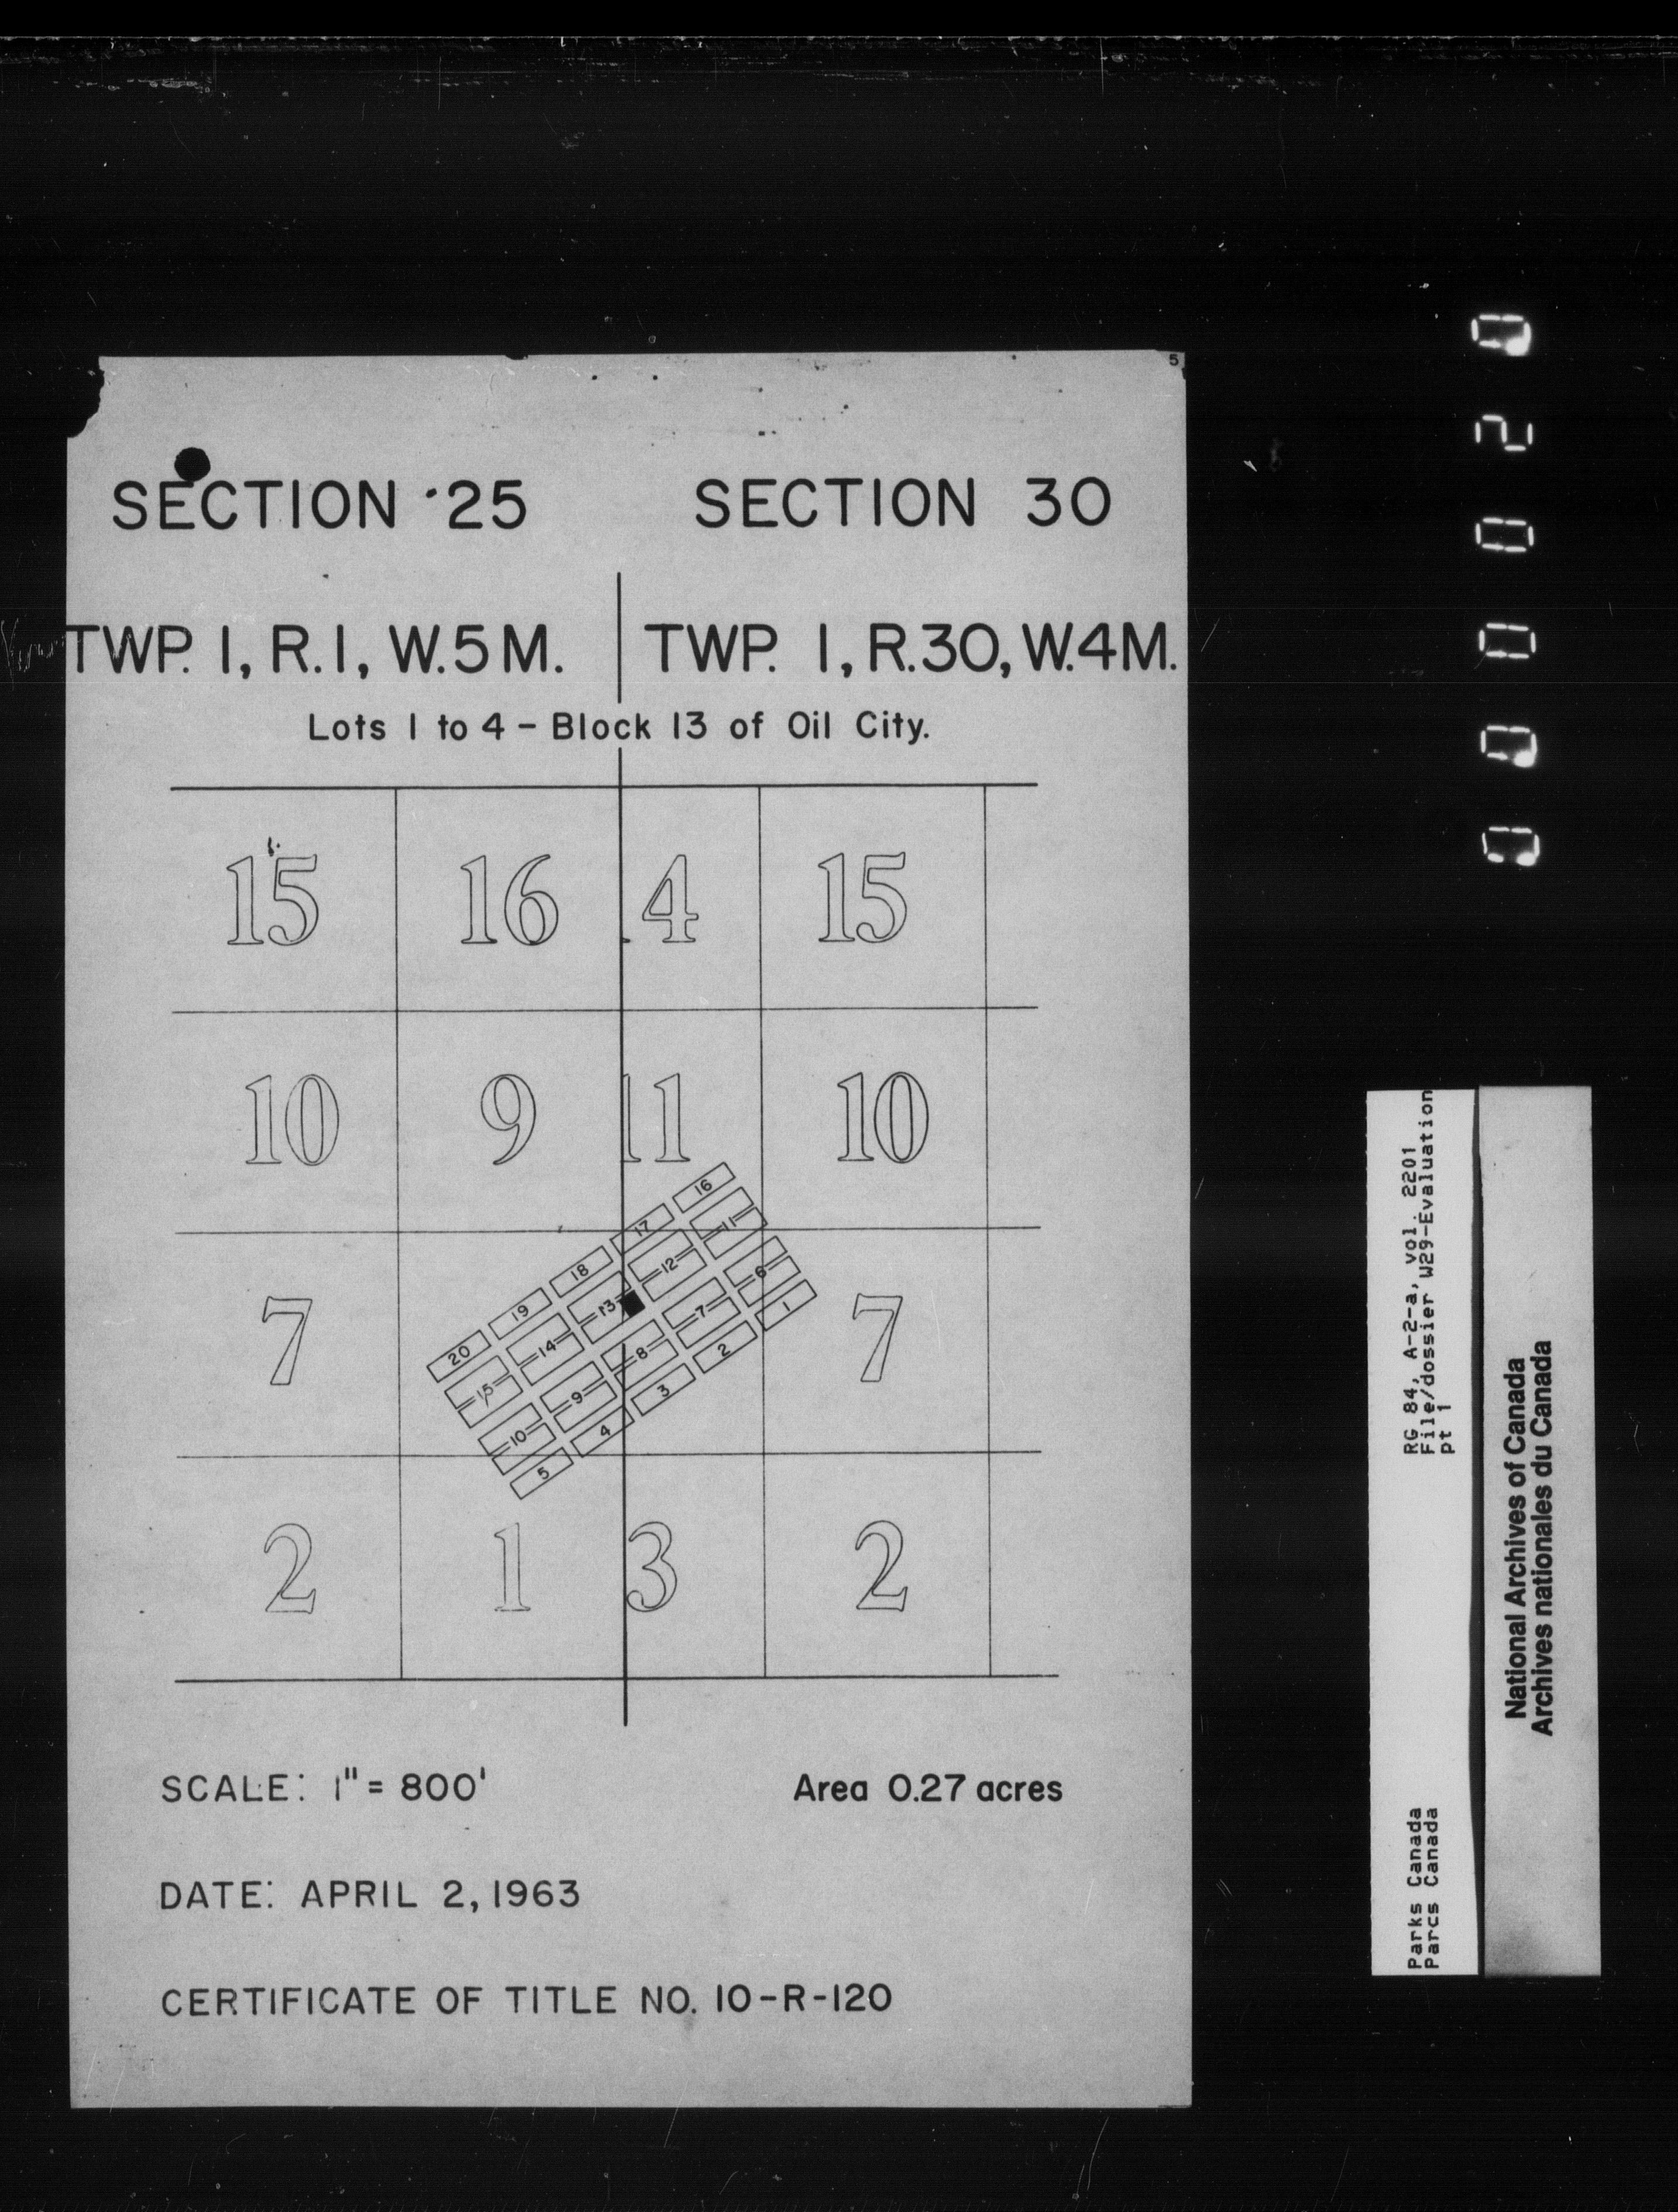 5
SECTION 25 SECTION 30
TWP. 1, R.1, W.5M. TWP. 1, R.30, W.4M.
Lots 1 to 4 – Block 13 of Oil City.
15 16 4 15
10 9 11 10
16
17 11
18 12 6
19 13 7 1
20 14 8 2
15 9 3
10 4
5
7 7
2 1 3 2
SCALE: 1" = 800' Area 0.27 acres
DATE: APRIL 2, 1963
CERTIFICATE OF TITLE NO. 10-R-120
RG 84, A-2-a, vol. 2201
File/dossier W29-Evaluation
pt 1
Parks Canada
Parcs Canada
National Archives of Canada
Archives nationales du Canada